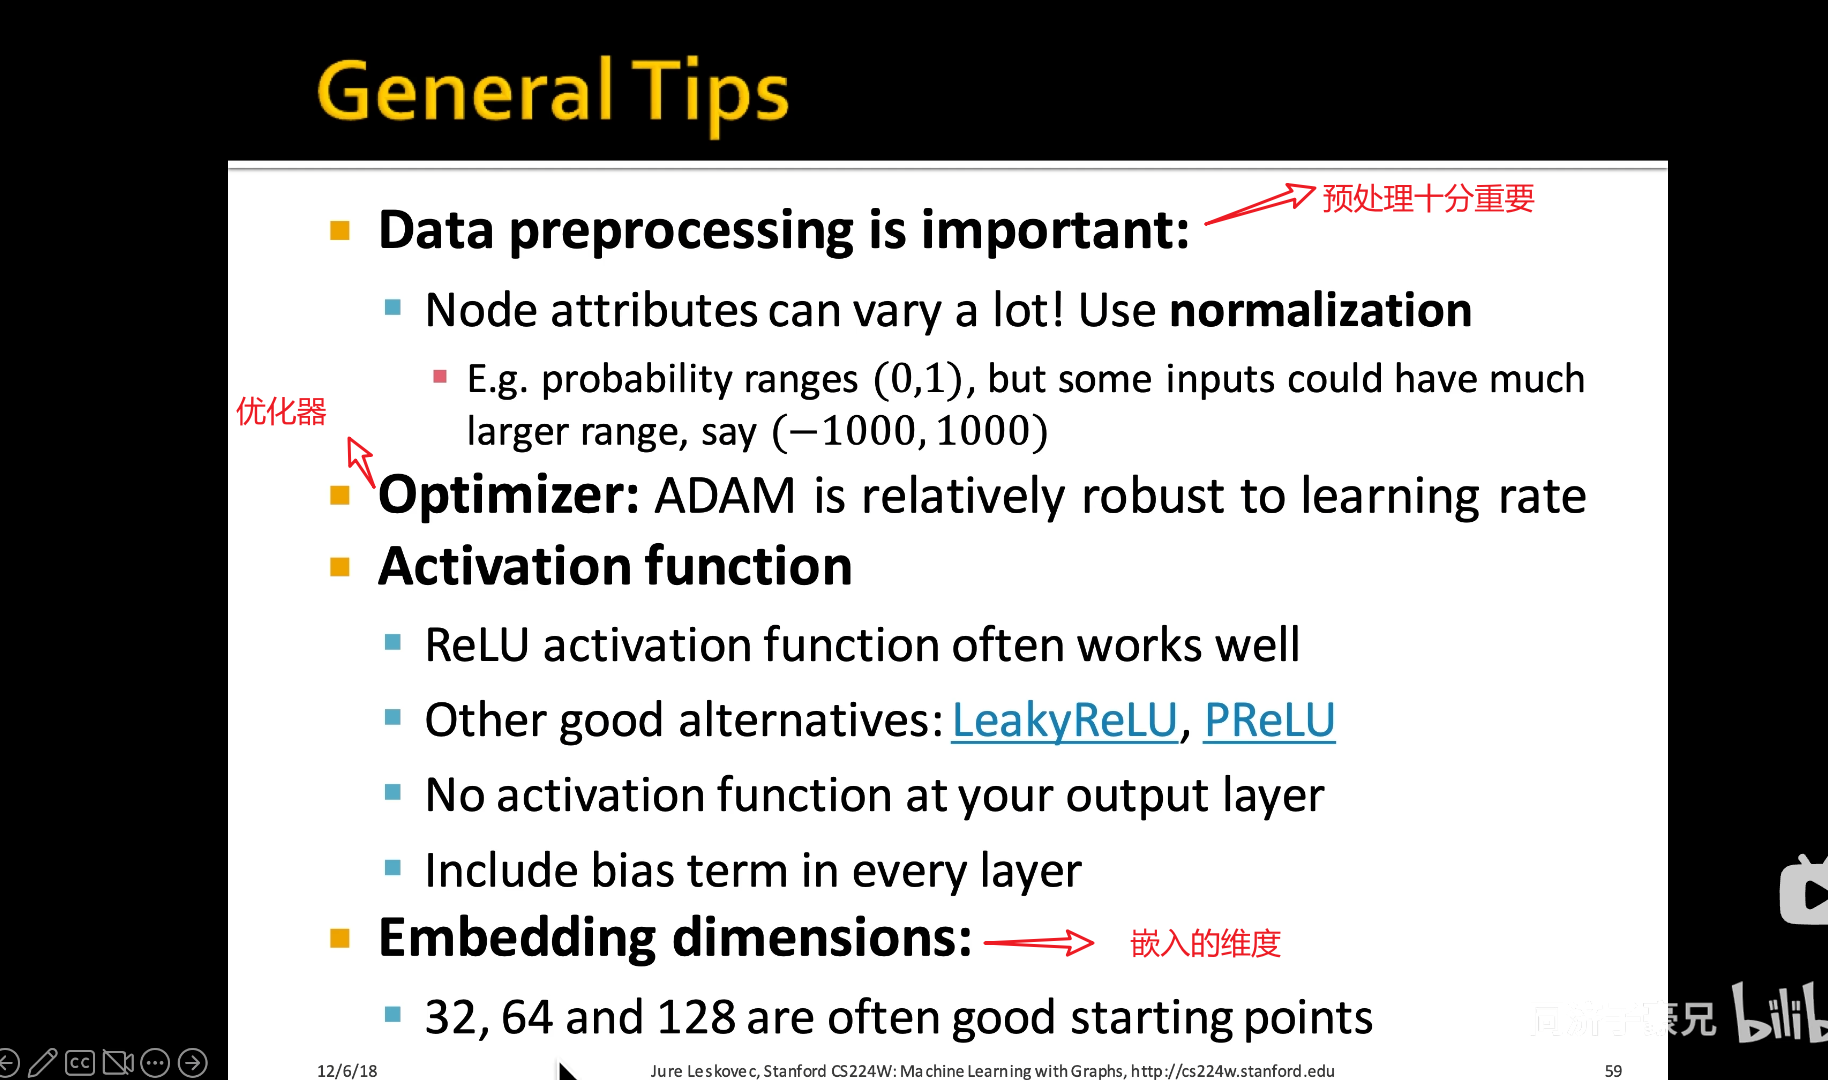 General Tips
Data preprocessing is important:
预处理十分重要
Node attributes can vary a lot! Use normalization
E.g. probability ranges (0,1), but some inputs could have much
larger range, say (−1000, 1000)
优化器
Optimizer: ADAM is relatively robust to learning rate
Activation function
ReLU activation function often works well
Other good alternatives: LeakyReLU, PReLU
No activation function at your output layer
Include bias term in every layer
Embedding dimensions:
嵌入的维度
32, 64 and 128 are often good starting points
12/6/18
Jure Leskovec, Stanford CS224W: Machine Learning with Graphs, http://cs224w.stanford.edu
59
CC